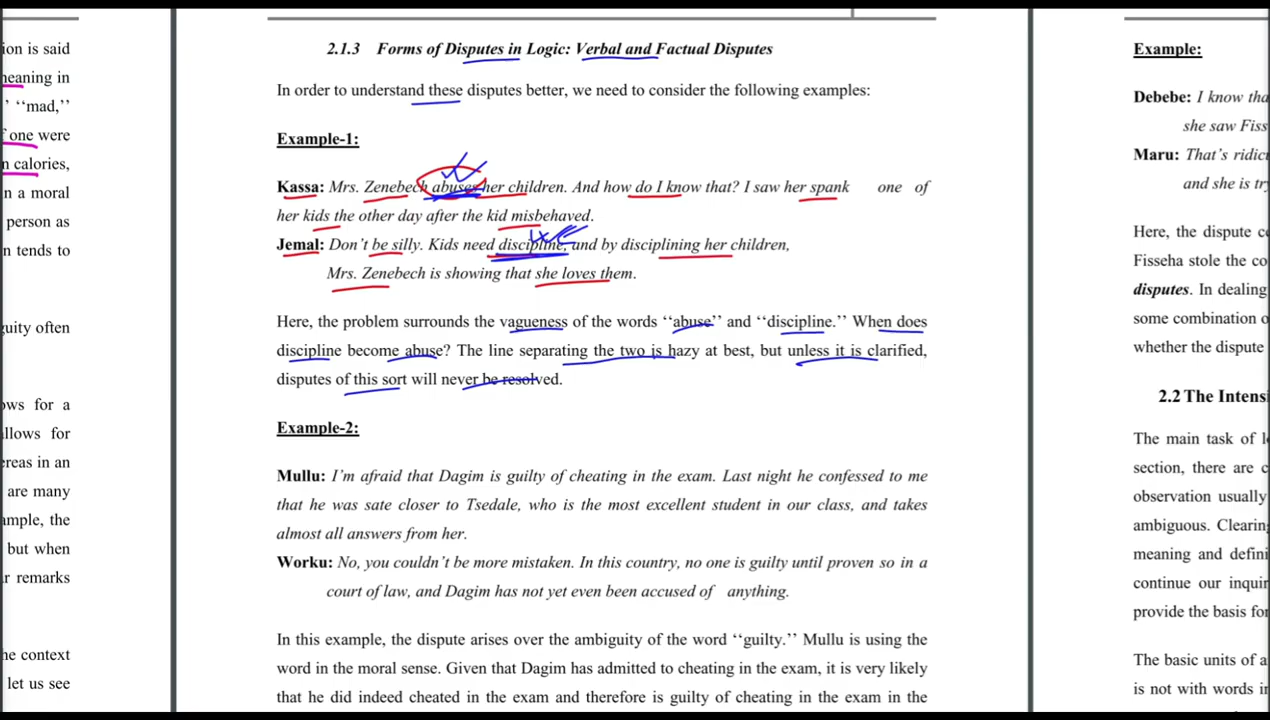 ion is said
neaning in
' ‘‘mad,’’
f one were
n calories,
n a moral
person as
n tends to
guity often
ows for a
allows for
ereas in an
are many
ample, the
but when
r remarks
he context
let us see
2.1.3 Forms of Disputes in Logic: Verbal and Factual Disputes
In order to understand these disputes better, we need to consider the following examples:
Example-1:
Kassa: Mrs. Zenebech abuses her children. And how do I know that? I saw her spank one of
her kids the other day after the kid misbehaved.
Jemal: Don’t be silly. Kids need discipline, and by disciplining her children,
Mrs. Zenebech is showing that she loves them.
Here, the problem surrounds the vagueness of the words ‘‘abuse’’ and ‘‘discipline.’’ When does
discipline become abuse? The line separating the two is hazy at best, but unless it is clarified,
disputes of this sort will never be resolved.
Example-2:
Mullu: I’m afraid that Dagim is guilty of cheating in the exam. Last night he confessed to me
that he was sate closer to Tsedale, who is the most excellent student in our class, and takes
almost all answers from her.
Worku: No, you couldn’t be more mistaken. In this country, no one is guilty until proven so in a
court of law, and Dagim has not yet even been accused of anything.
In this example, the dispute arises over the ambiguity of the word ‘‘guilty.’’ Mullu is using the
word in the moral sense. Given that Dagim has admitted to cheating in the exam, it is very likely
that he did indeed cheated in the exam and therefore is guilty of cheating in the exam in the
Example:
Debebe: I know tha
she saw Fiss
Maru: That’s ridic
and she is try
Here, the dispute c
Fisseha stole the co
disputes. In dealing
some combination o
whether the dispute
2.2 The Intensi
The main task of l
section, there are c
observation usually
ambiguous. Clearing
meaning and defini
continue our inquir
provide the basis for
The basic units of a
is not with words in